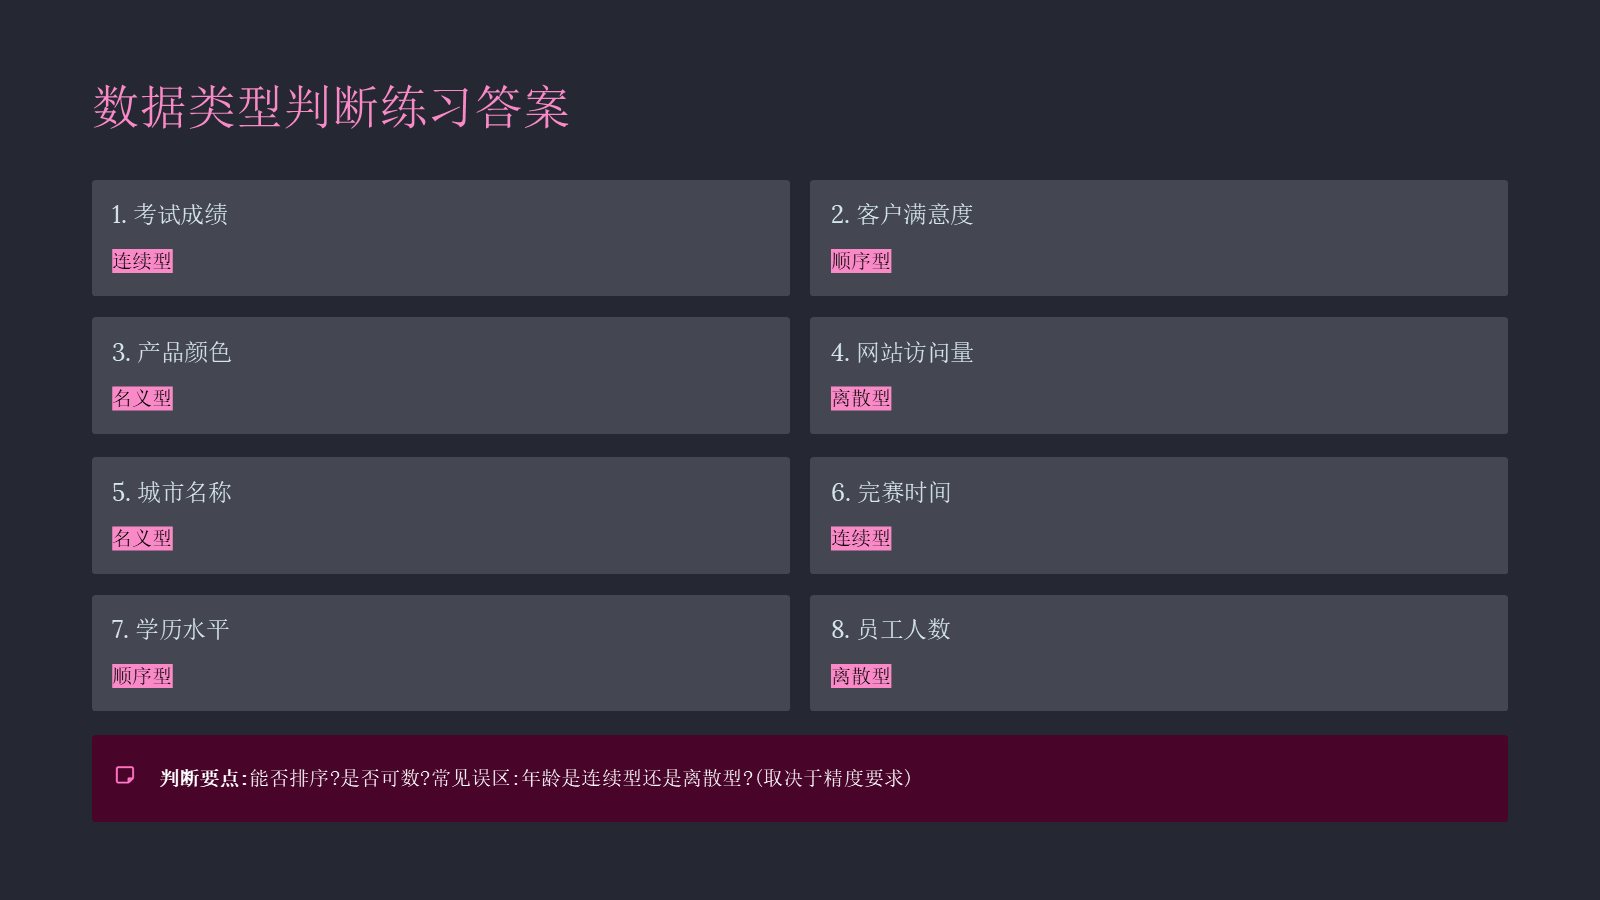 数据类型判断练习答案
1. 考试成绩
连续型
2. 客户满意度
顺序型
3. 产品颜色
名义型
4. 网站访问量
离散型
5. 城市名称
名义型
6. 完赛时间
连续型
7. 学历水平
顺序型
8. 员工人数
离散型
判断要点:能否排序?是否可数?常见误区:年龄是连续型还是离散型?(取决于精度要求)